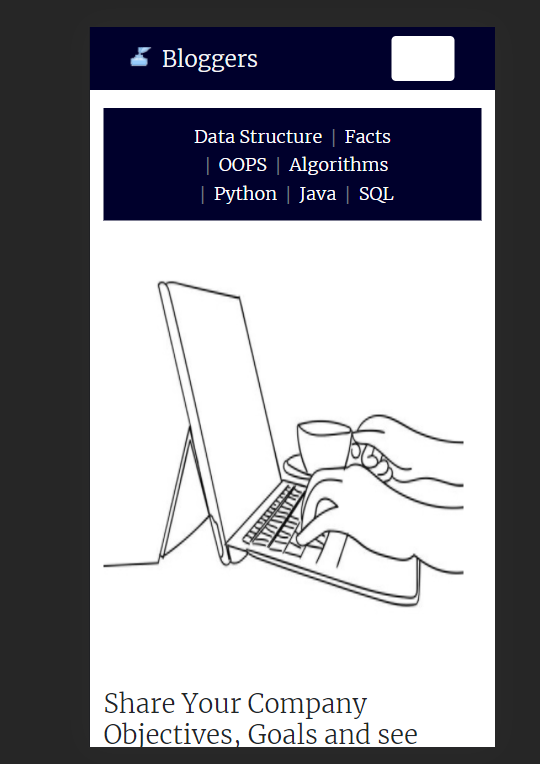 Bloggers
Data Structure | Facts
| OOPS | Algorithms
| Python | Java | SQL
Share Your Company
Objectives, Goals and see